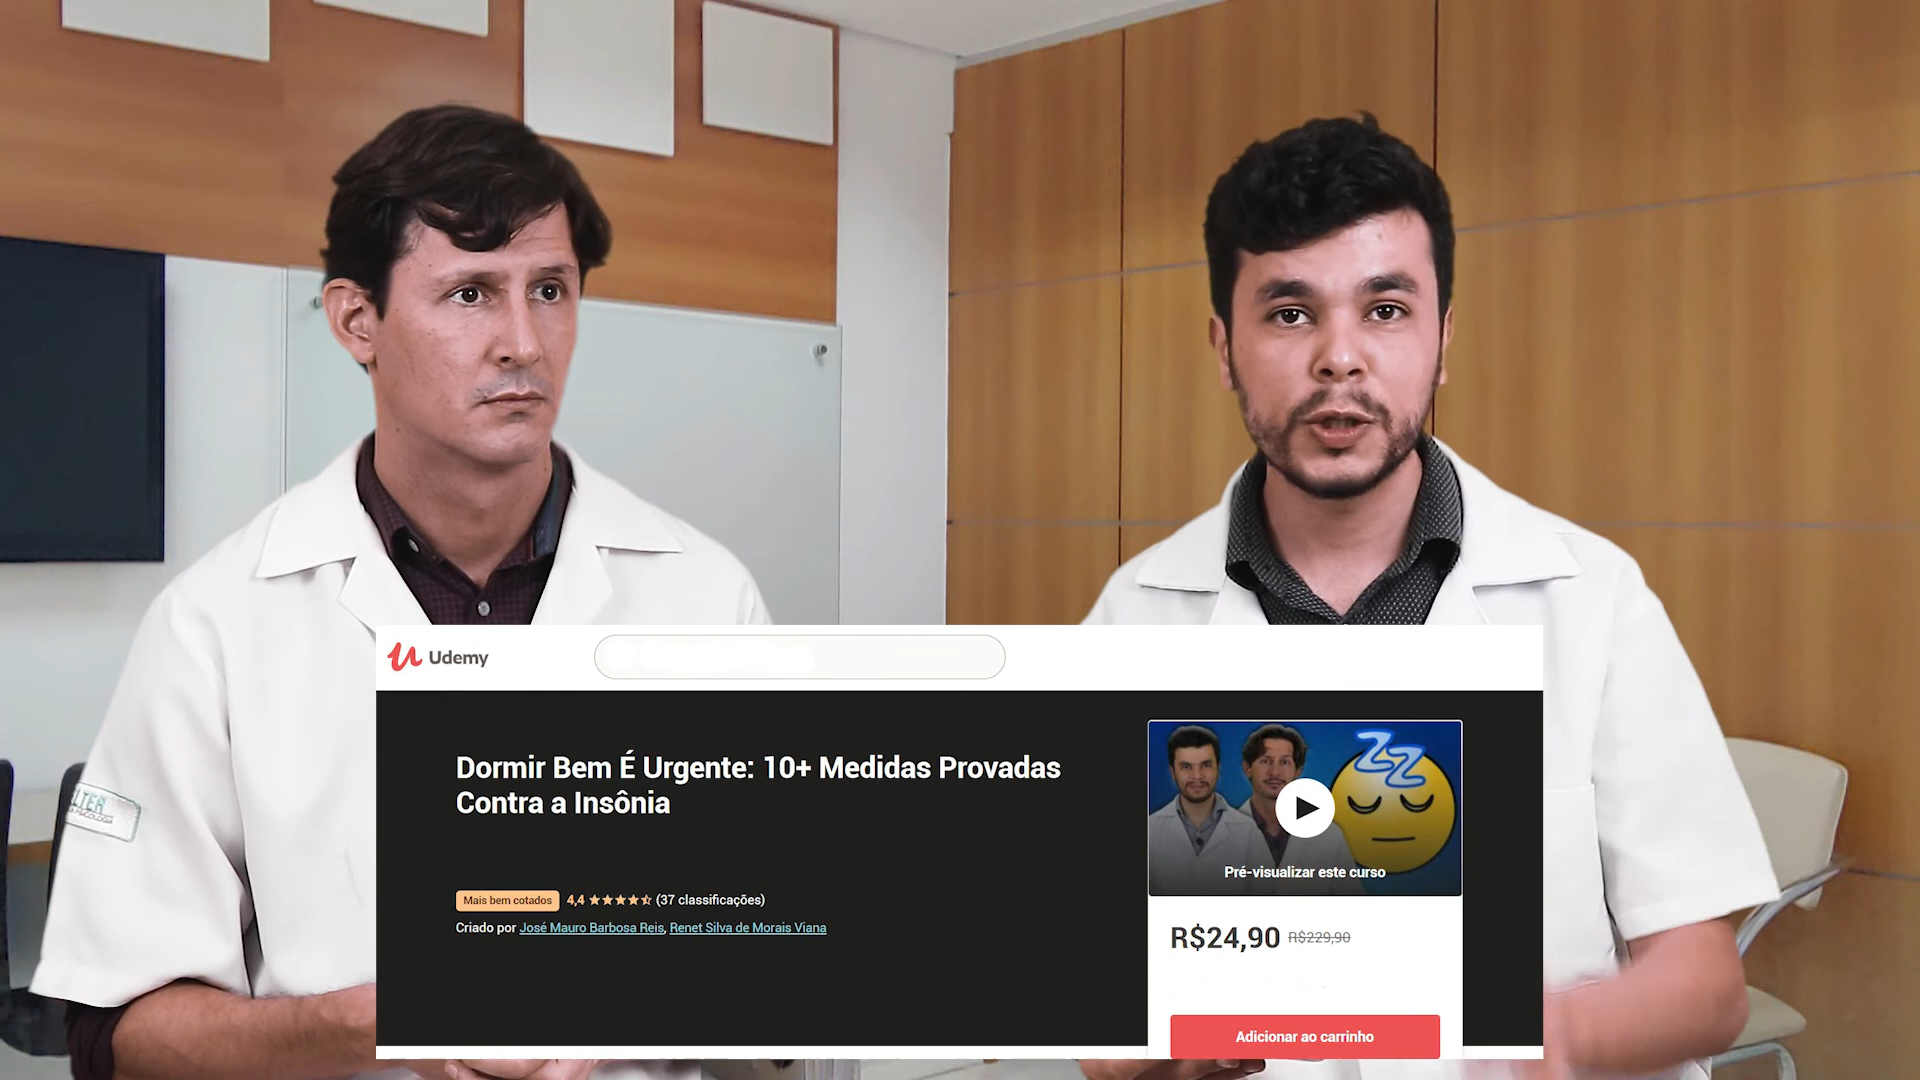 Udemy
Dormir Bem É Urgente: 10+ Medidas Provadas
Contra a Insônia
Mais bem cotados 4,4 (37 classificações)
Criado por José Mauro Barbosa Reis, Renet Silva de Morais Viana
ZZ
Pré-visualizar este curso
R$24,90 R$229,90
Adicionar ao carrinho